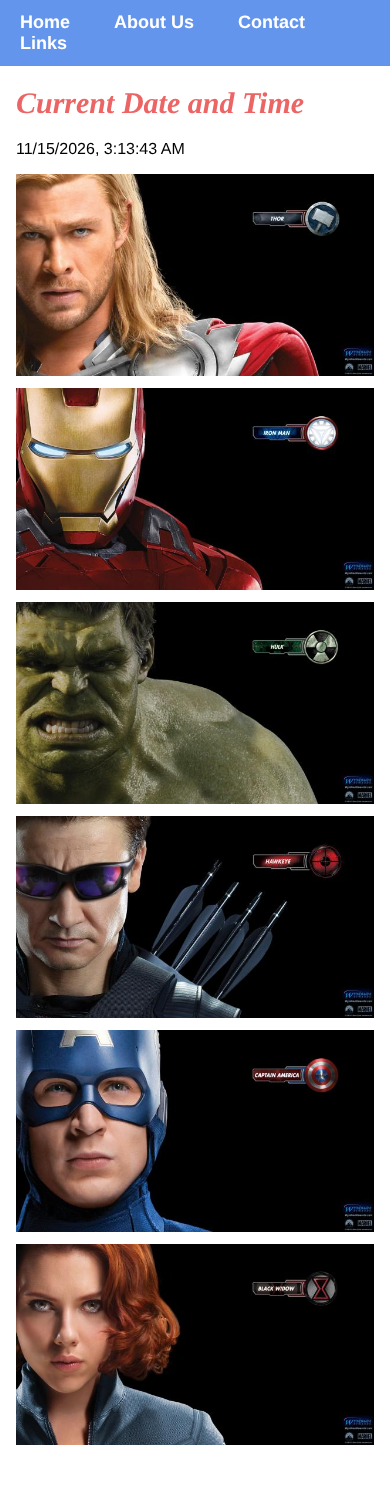 Home About Us Contact
Links
Current Date and Time
11/15/2026, 3:13:43 AM
THOR
IRON MAN
HULK
HAWKEYE
CAPTAIN AMERICA
BLACK WIDOW